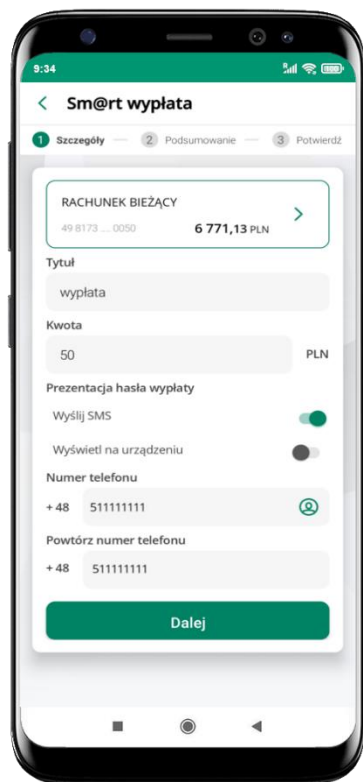 9:34
Sm@rt wypłata
1 Szczegóły 2 Podsumowanie 3 Potwierdź
RACHUNEK BIEŻĄCY
49 8173 ... 0050 6 771,13 PLN
Tytuł
wypłata
Kwota
50 PLN
Prezentacja hasła wypłaty
Wyślij SMS
Wyświetl na urządzeniu
Numer telefonu
+ 48 511111111
Powtórz numer telefonu
+ 48 511111111
Dalej